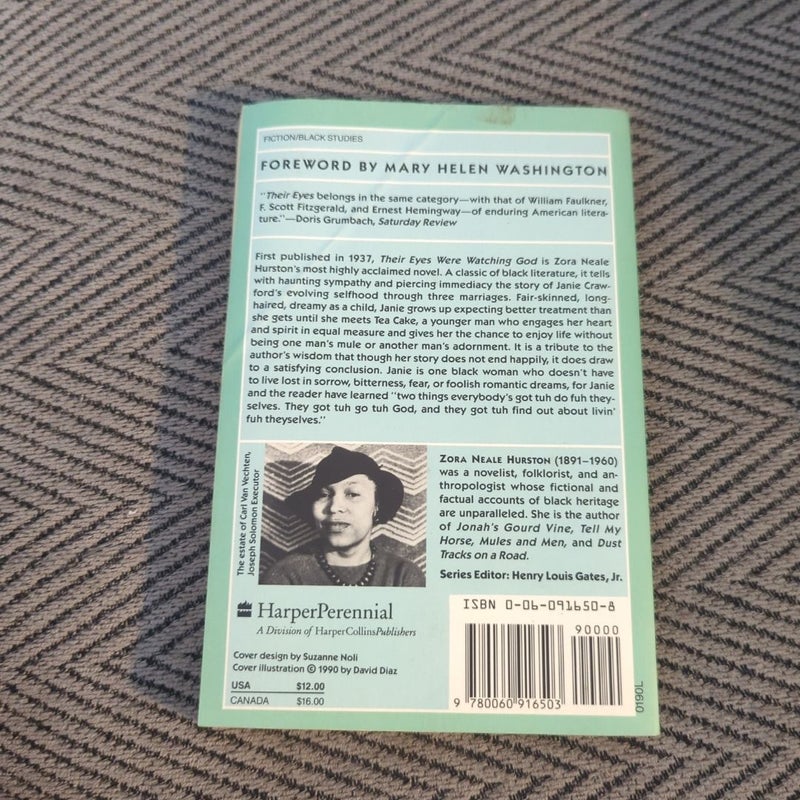 FICTION/BLACK STUDIES
FOREWORD BY MARY HELEN WASHINGTON
"Their Eyes belongs in the same category—with that of William Faulkner,
F. Scott Fitzgerald, and Ernest Hemingway—of enduring American litera-
ture."—Doris Grumbach, Saturday Review
First published in 1937, Their Eyes Were Watching God is Zora Neale
Hurston's most highly acclaimed novel. A classic of black literature, it tells
with haunting sympathy and piercing immediacy the story of Janie Craw-
ford's evolving selfhood through three marriages. Fair-skinned, long-
haired, dreamy as a child, Janie grows up expecting better treatment than
she gets until she meets Tea Cake, a younger man who engages her heart
and spirit in equal measure and gives her the chance to enjoy life without
being one man's mule or another man's adornment. It is a tribute to the
author's wisdom that though her story does not end happily, it does draw
to a satisfying conclusion. Janie is one black woman who doesn't have
to live lost in sorrow, bitterness, fear, or foolish romantic dreams, for Janie
and the reader have learned "two things everybody's got tuh do fuh they-
selves. They got tuh go tuh God, and they got tuh find out about livin'
fuh theyselves."
The estate of Carl Van Vechten,
Joseph Solomon Executor
ZORA NEALE HURSTON (1891–1960)
was a novelist, folklorist, and an-
thropologist whose fictional and
factual accounts of black heritage
are unparalleled. She is the author
of Jonah's Gourd Vine, Tell My
Horse, Mules and Men, and Dust
Tracks on a Road.
Series Editor: Henry Louis Gates, Jr.
HarperPerennial
A Division of HarperCollinsPublishers
Cover design by Suzanne Noli
Cover illustration © 1990 by David Diaz
USA $12.00
CANADA $16.00
ISBN 0-06-091650-8
90000
9 780060 916503
0190L